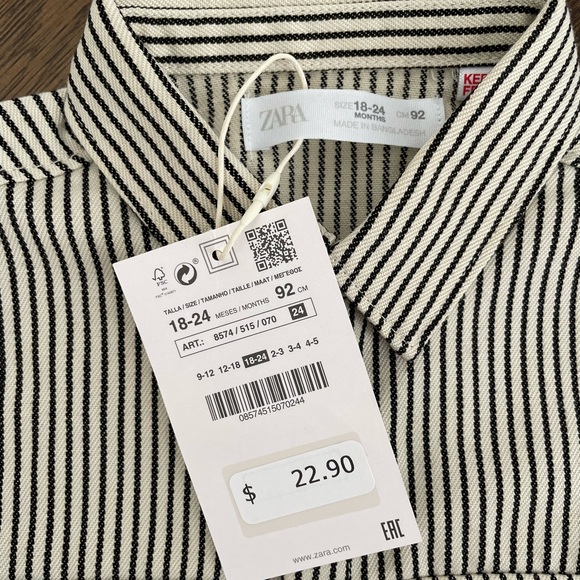 ZARA
SIZE 18-24 MONTHS CM 92
MADE IN BANGLADESH
KEE
FSC
TALLA / SIZE / TAMANHO / TAILLE / MAAT / ΜΕΓΕΘΟΣ
18-24 MESES / MONTHS 92 CM
ART.: 8574 / 515 / 070 24
9-12 12-18 18-24 2-3 3-4 4-5
08574515070244
$ 22.90
EAC
www.zara.com